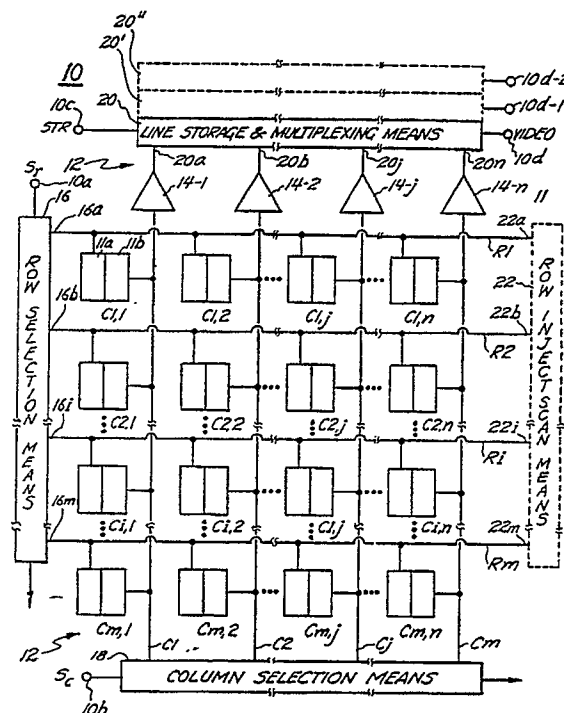 20"
20'
10
20
10d-2
10d-1
10c
STR
LINE STORAGE & MULTIPLEXING MEANS
VIDEO
10d
12
20a
20b
20j
20n
Sr
10a
14-1
14-2
14-j
14-n
11
16
16a
11a
11b
22a
R1
22
C1,1
C1,2
C1,j
C1,n
16b
22b
R2
ROW SELECTION MEANS
ROW INJECT SCAN MEANS
C2,1
C2,2
C2,j
C2,n
16i
22i
Ri
Ci,1
Ci,2
C1,j
Ci,n
16m
22m
Rm
Cm,1
Cm,2
Cm,j
Cm,n
12
18
C1
C2
Cj
Cm
Sc
10b
COLUMN SELECTION MEANS